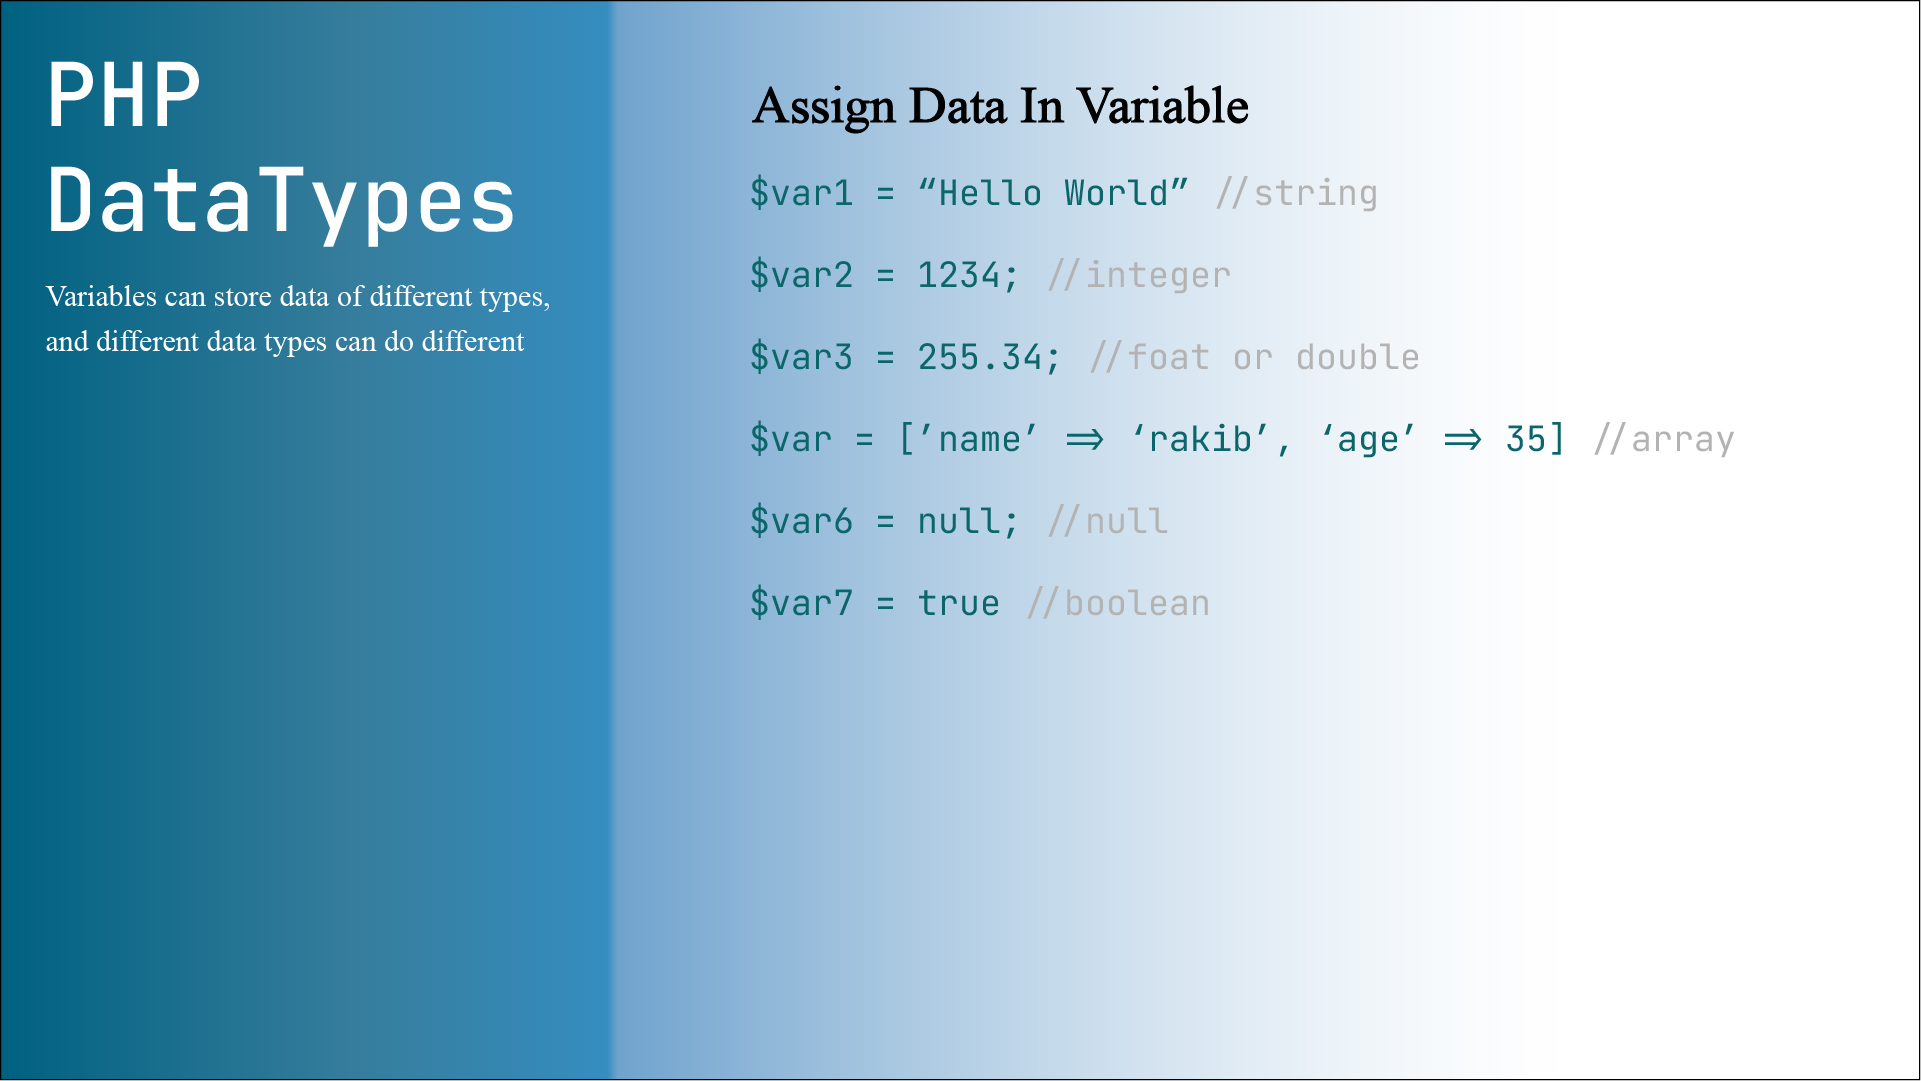 PHP
DataTypes
Variables can store data of different types,
and different data types can do different
Assign Data In Variable
$var1 = “Hello World” //string
$var2 = 1234; //integer
$var3 = 255.34; //foat or double
$var = [’name’ => ‘rakib’, ‘age’ => 35] //array
$var6 = null; //null
$var7 = true //boolean